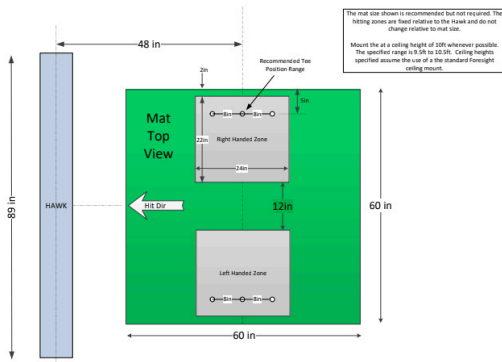 The mat size shown is recommended but not required. The
hitting zones are fixed relative to the Hawk and do not
change relative to mat size.
Mount the at a ceiling height of 10ft whenever possible.
The specified range is 9.5ft to 10.5ft. Ceiling heights
specified assume the use of a the standard Foresight
ceiling mount.
48 in
Recommended Tee
Position Range
2in
5in
Mat
Top
View
8in
8in
22in
Right Handed Zone
24in
89 in
HAWK
Hit Dir
12in
60 in
Left Handed Zone
8in
8in
60 in